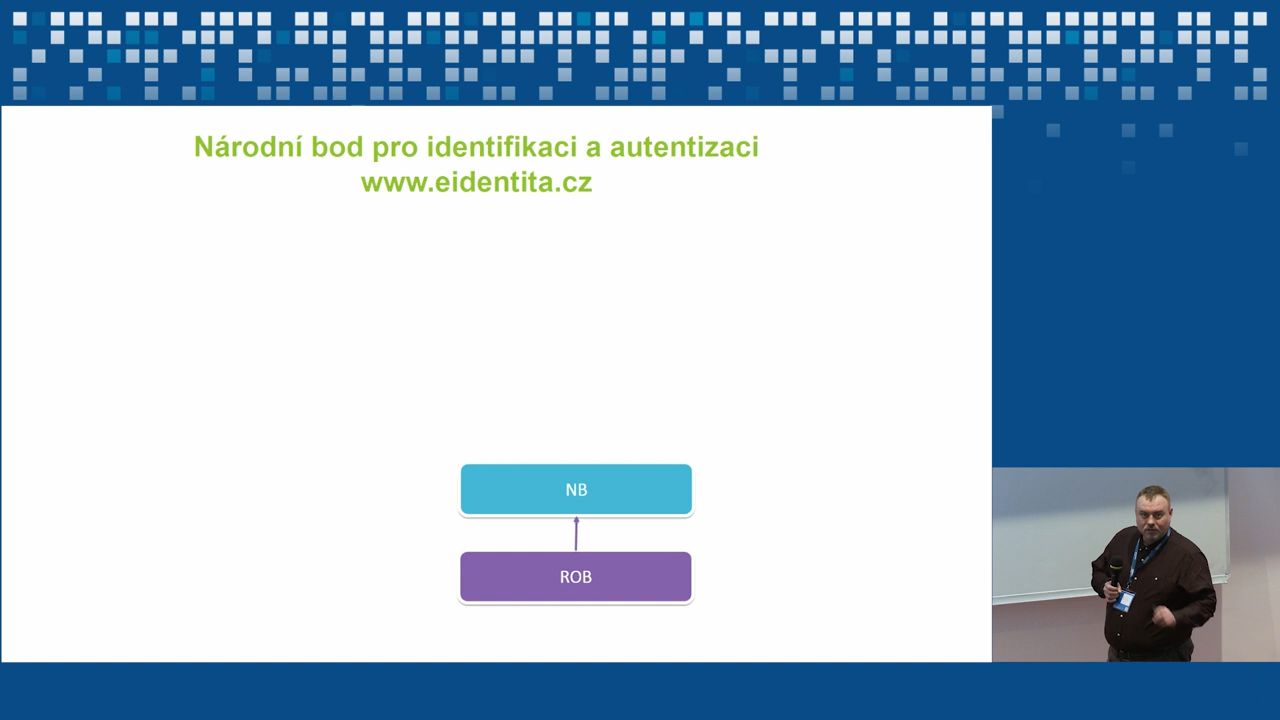 Národní bod pro identifikaci a autentizaci
www.eidentita.cz
NB
ROB